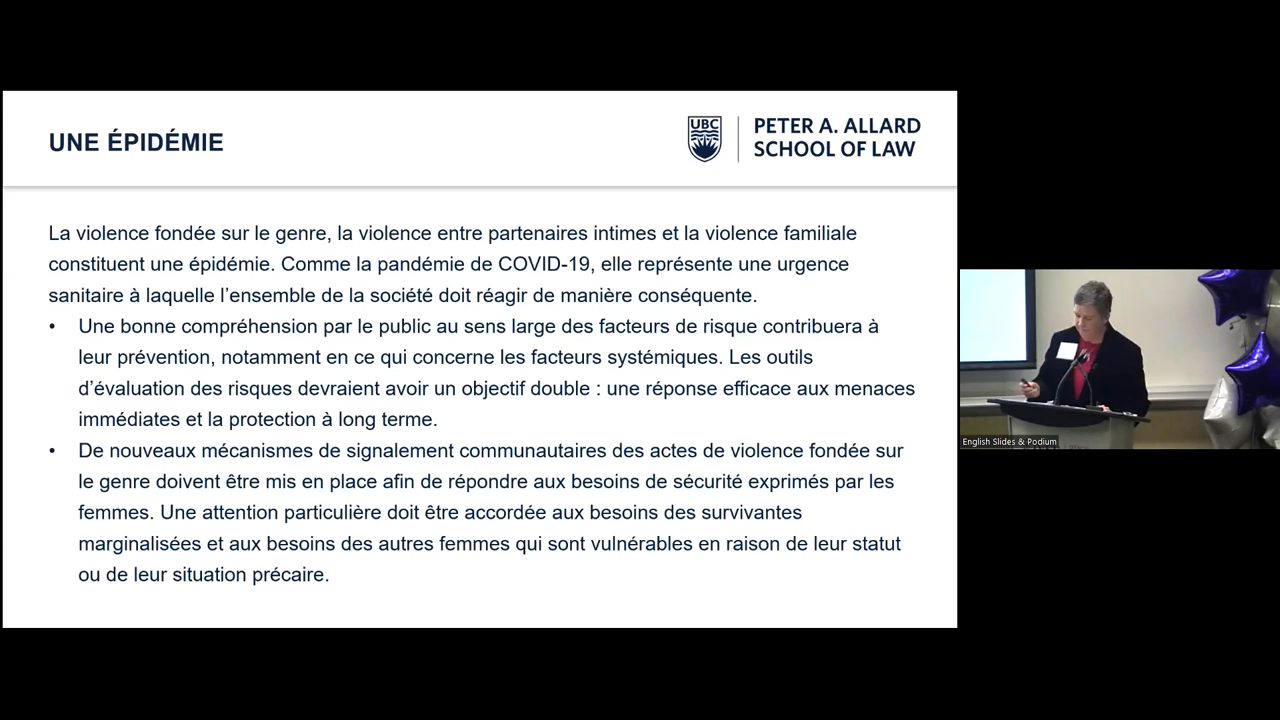 UNE ÉPIDÉMIE
UBC
PETER A. ALLARD
SCHOOL OF LAW
La violence fondée sur le genre, la violence entre partenaires intimes et la violence familiale
constituent une épidémie. Comme la pandémie de COVID-19, elle représente une urgence
sanitaire à laquelle l’ensemble de la société doit réagir de manière conséquente.
• Une bonne compréhension par le public au sens large des facteurs de risque contribuera à
leur prévention, notamment en ce qui concerne les facteurs systémiques. Les outils
d’évaluation des risques devraient avoir un objectif double : une réponse efficace aux menaces
immédiates et la protection à long terme.
• De nouveaux mécanismes de signalement communautaires des actes de violence fondée sur
le genre doivent être mis en place afin de répondre aux besoins de sécurité exprimés par les
femmes. Une attention particulière doit être accordée aux besoins des survivantes
marginalisées et aux besoins des autres femmes qui sont vulnérables en raison de leur statut
ou de leur situation précaire.
English Slides & Podium